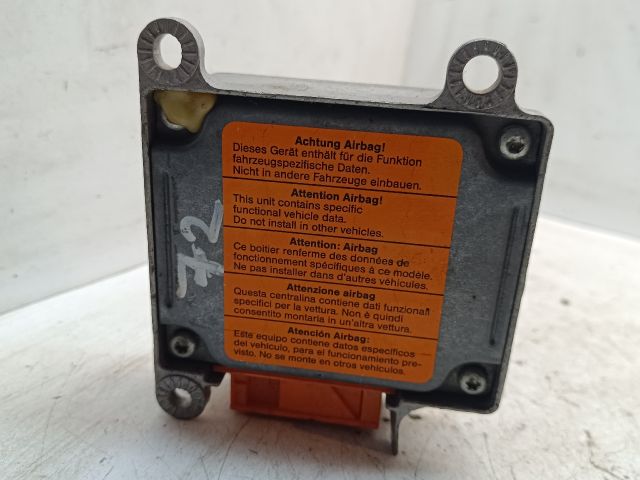 Achtung Airbag!
Dieses Gerät enthält für die Funktion
fahrzeugspezifische Daten.
Nicht in andere Fahrzeuge einbauen.
Attention Airbag!
This unit contains specific
functional vehicle data.
Do not install in other vehicles.
Attention: Airbag
Ce boitier renferme des données de
fonctionnement spécifiques à ce modèle.
Ne pas installer dans d'autres véhicules.
Attenzione airbag
Questa centralina contiene dati funzionali
specifici per la vettura. Non è quindi
consentito montarla in un'altra vettura.
Atención Airbag:
Este equipo contiene datos específicos
del vehículo, para el funcionamiento pre-
visto. No se monte en otros vehículos.
7.2